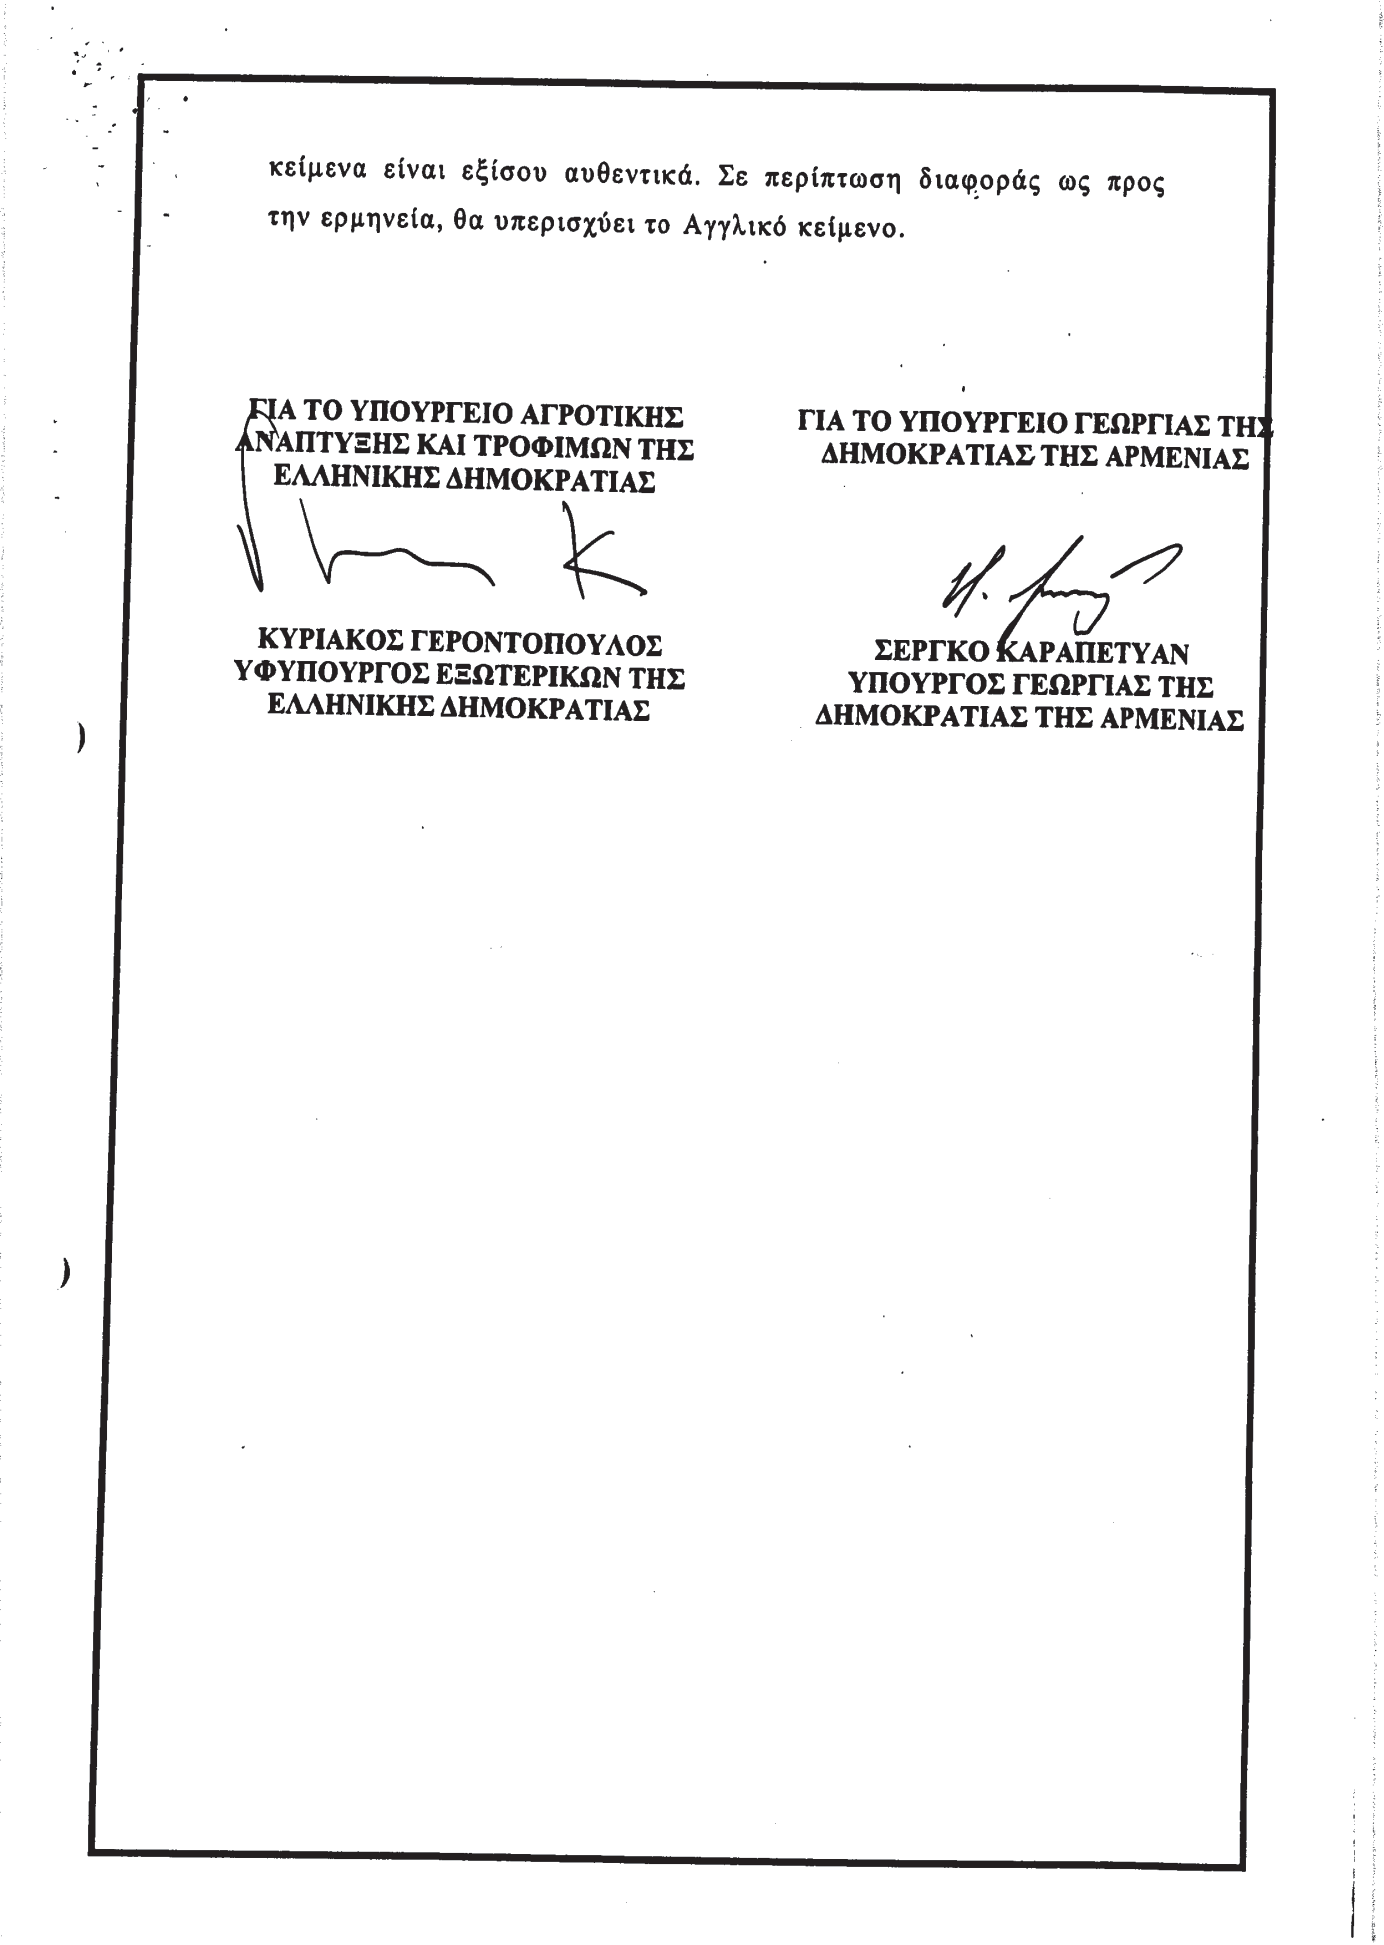 κείμενα είναι εξίσου αυθεντικά. Σε περίπτωση διαφοράς ως προς
την ερμηνεία, θα υπερισχύει το Αγγλικό κείμενο.
ΓΙΑ ΤΟ ΥΠΟΥΡΓΕΙΟ ΑΓΡΟΤΙΚΗΣ
ΑΝΑΠΤΥΞΗΣ ΚΑΙ ΤΡΟΦΙΜΩΝ ΤΗΣ
ΕΛΛΗΝΙΚΗΣ ΔΗΜΟΚΡΑΤΙΑΣ
ΚΥΡΙΑΚΟΣ ΓΕΡΟΝΤΟΠΟΥΛΟΣ
ΥΦΥΠΟΥΡΓΟΣ ΕΞΩΤΕΡΙΚΩΝ ΤΗΣ
ΕΛΛΗΝΙΚΗΣ ΔΗΜΟΚΡΑΤΙΑΣ
ΓΙΑ ΤΟ ΥΠΟΥΡΓΕΙΟ ΓΕΩΡΓΙΑΣ ΤΗΣ
ΔΗΜΟΚΡΑΤΙΑΣ ΤΗΣ ΑΡΜΕΝΙΑΣ
ΣΕΡΓΚΟ ΚΑΡΑΠΕΤΥΑΝ
ΥΠΟΥΡΓΟΣ ΓΕΩΡΓΙΑΣ ΤΗΣ
ΔΗΜΟΚΡΑΤΙΑΣ ΤΗΣ ΑΡΜΕΝΙΑΣ